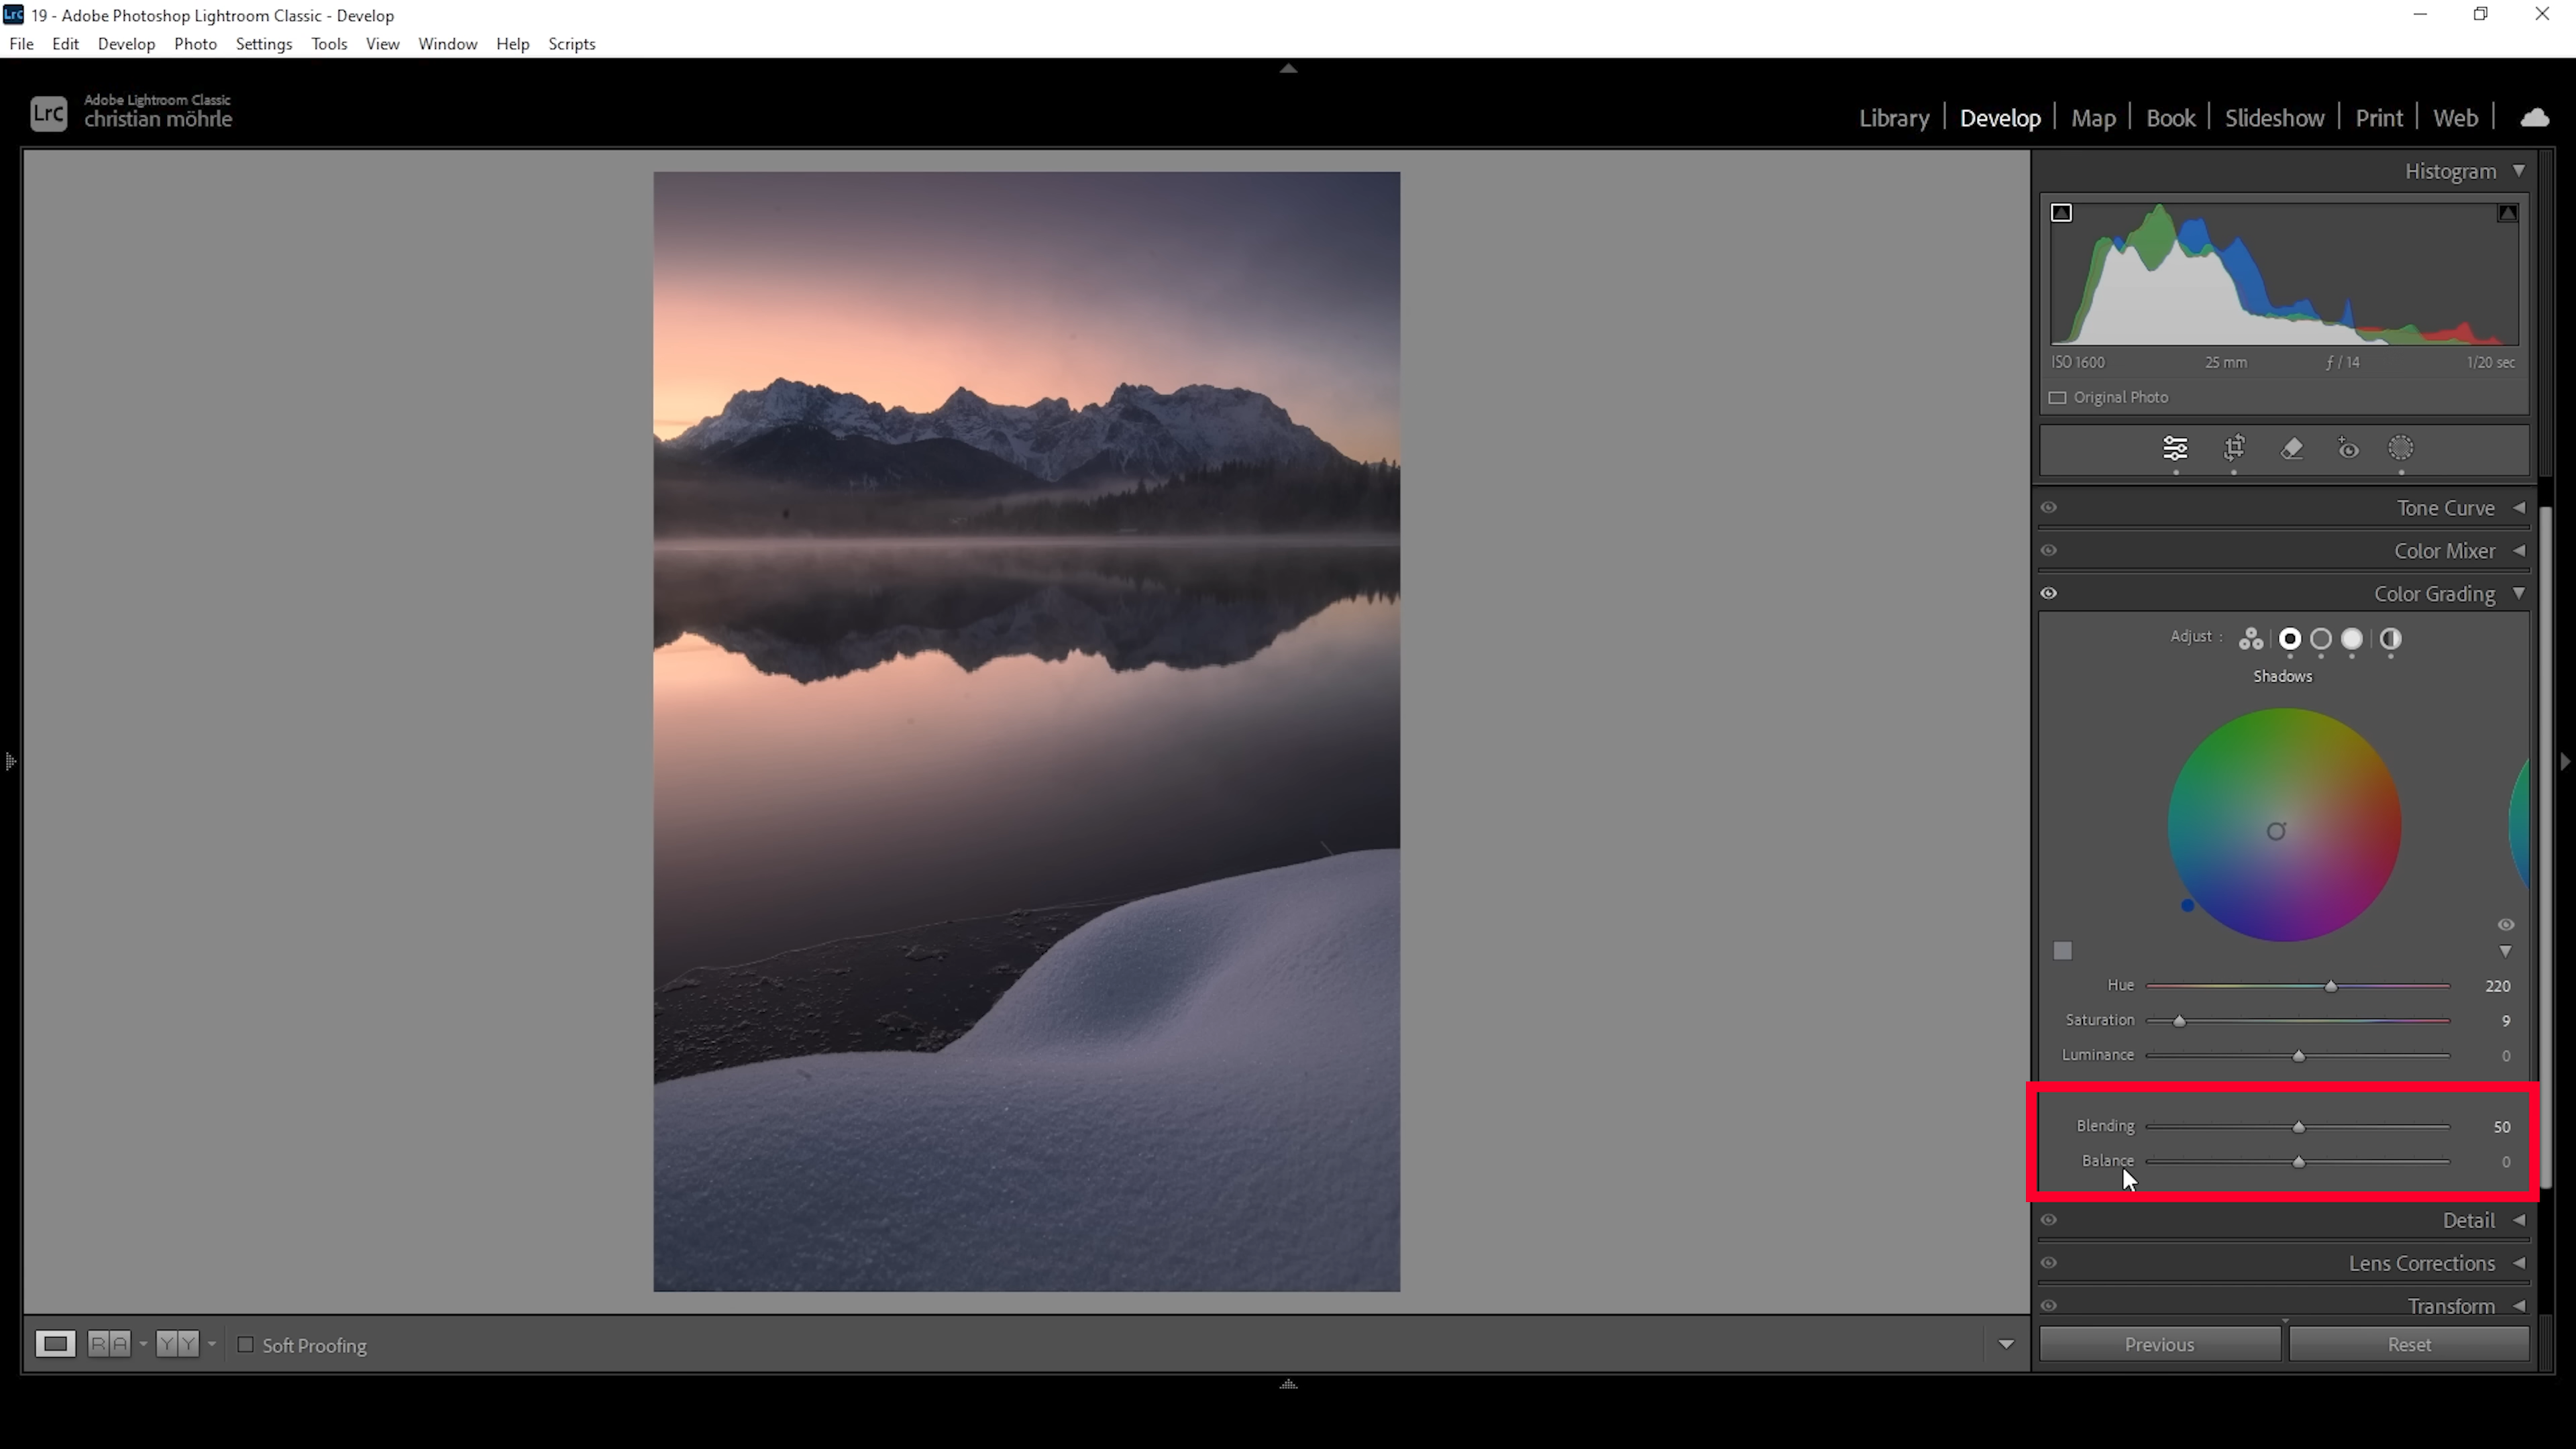 Lrc 19 - Adobe Photoshop Lightroom Classic - Develop
File Edit Develop Photo Settings Tools View Window Help Scripts
Lrc
Adobe Lightroom Classic
christian möhrle
Library | Develop | Map | Book | Slideshow | Print | Web |
Histogram
ISO 1600 25 mm ƒ / 14 1/20 sec
Original Photo
Tone Curve
Color Mixer
Color Grading
Adjust :
Shadows
Hue 220
Saturation 9
Luminance 0
Blending 50
Balance 0
Detail
Lens Corrections
Transform
R A Y Y Soft Proofing
Previous Reset